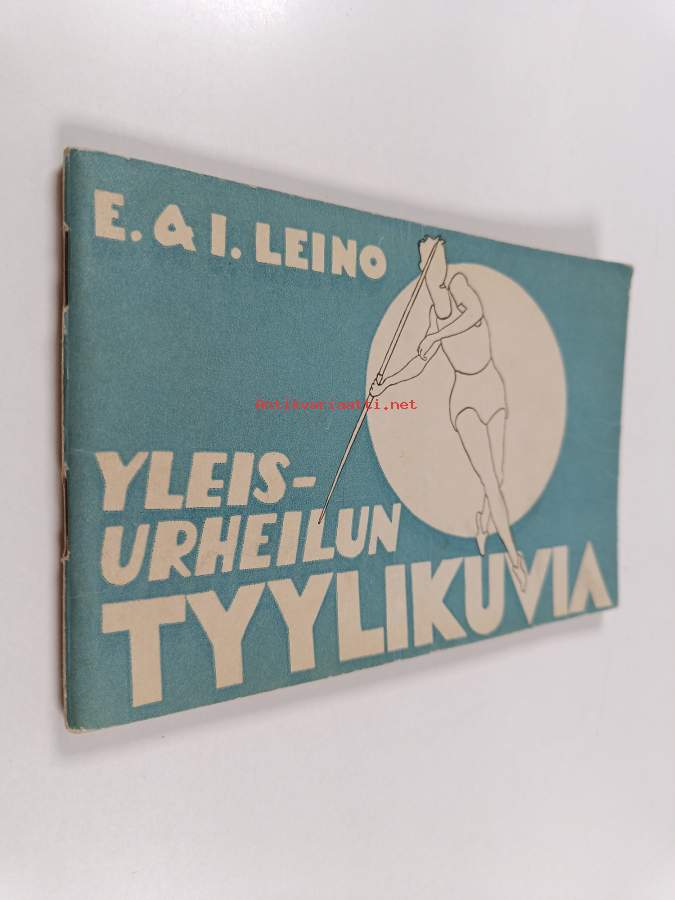 E. & I. LEINO
Antikvariaatti.net
YLEIS-
URHEILUN
TYYLIKUVIA